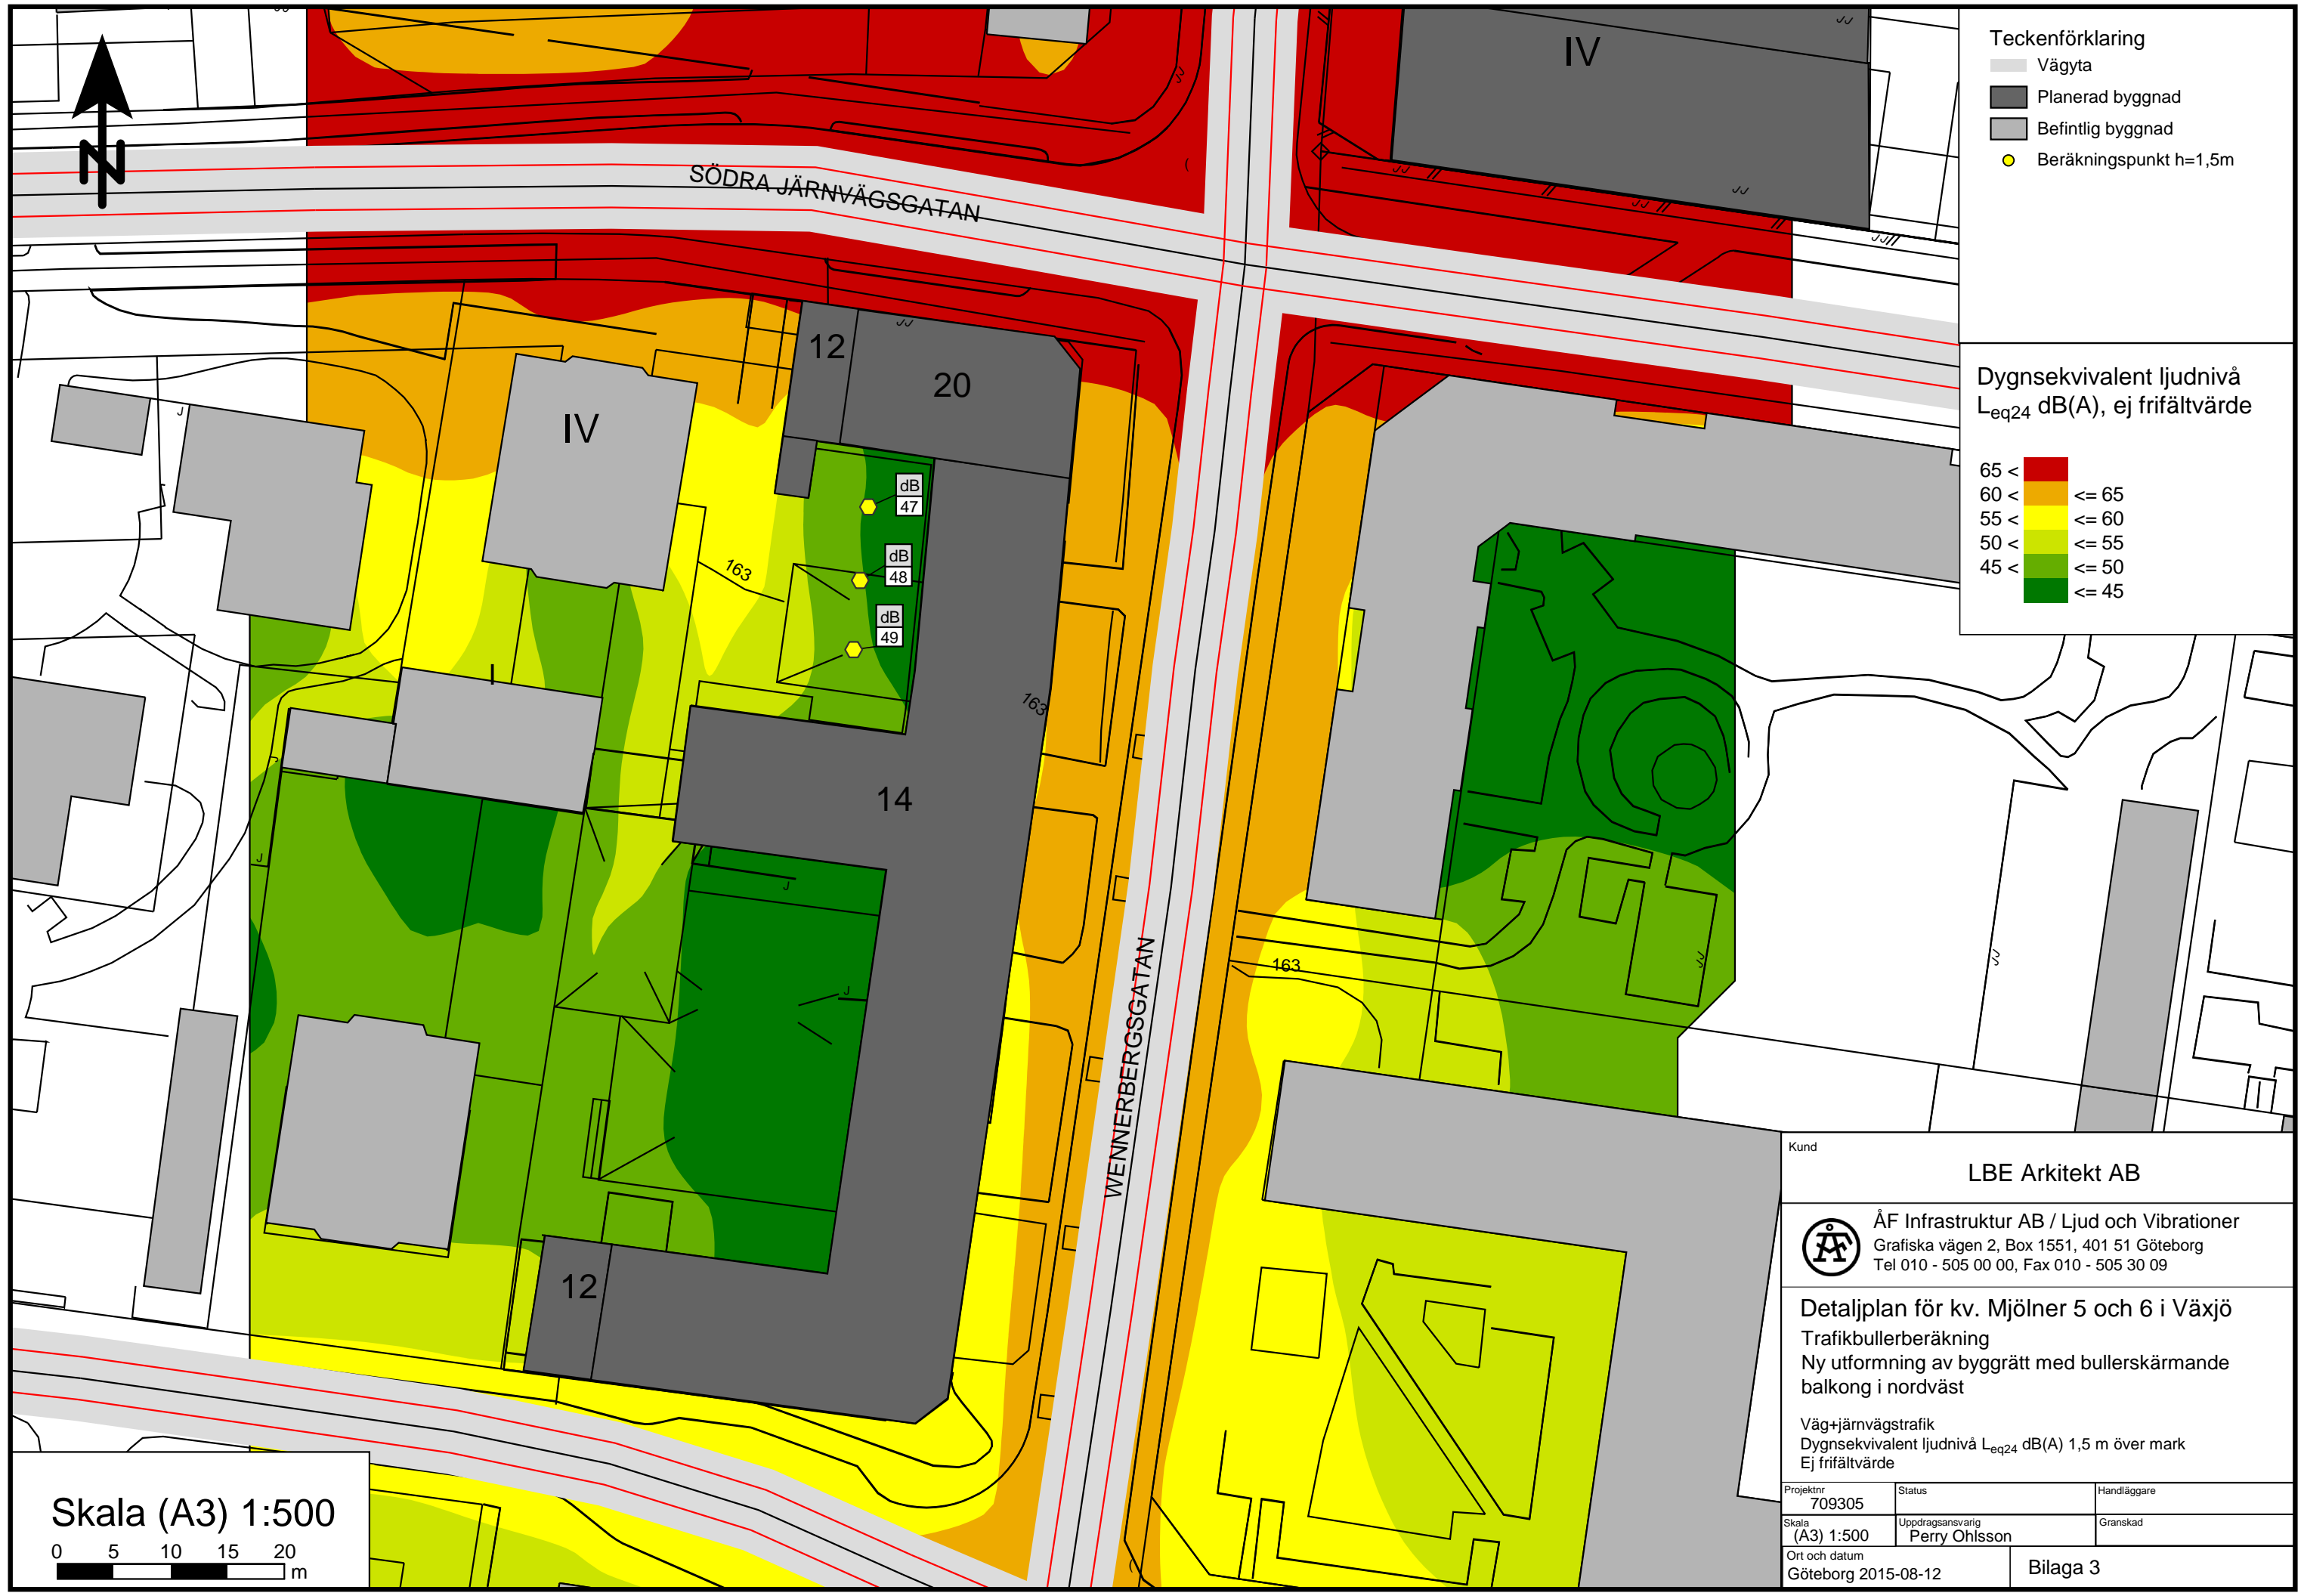 N
SÖDRA JÄRNVÄGSGATAN
IV
Teckenförklaring
Vägyta
Planerad byggnad
Befintlig byggnad
Beräkningspunkt h=1,5m
12
20
IV
Dygnsekvivalent ljudnivå
Leq24 dB(A), ej frifältvärde
65 <
60 < <= 65
55 < <= 60
50 < <= 55
45 < <= 50
<= 45
dB
47
dB
48
dB
49
163
I
163
14
163
WENNERBERGSGATAN
12
Kund
LBE Arkitekt AB
ÅF Infrastruktur AB / Ljud och Vibrationer
Grafiska vägen 2, Box 1551, 401 51 Göteborg
Tel 010 - 505 00 00, Fax 010 - 505 30 09
Detaljplan för kv. Mjölner 5 och 6 i Växjö
Trafikbullerberäkning
Ny utformning av byggrätt med bullerskärmande
balkong i nordväst
Väg+järnvägstrafik
Dygnsekvivalent ljudnivå Leq24 dB(A) 1,5 m över mark
Ej frifältvärde
Projektnr
709305
Status
Handläggare
Skala
(A3) 1:500
Uppdragsansvarig
Perry Ohlsson
Granskad
Ort och datum
Göteborg 2015-08-12
Bilaga 3
Skala (A3) 1:500
0 5 10 15 20
m